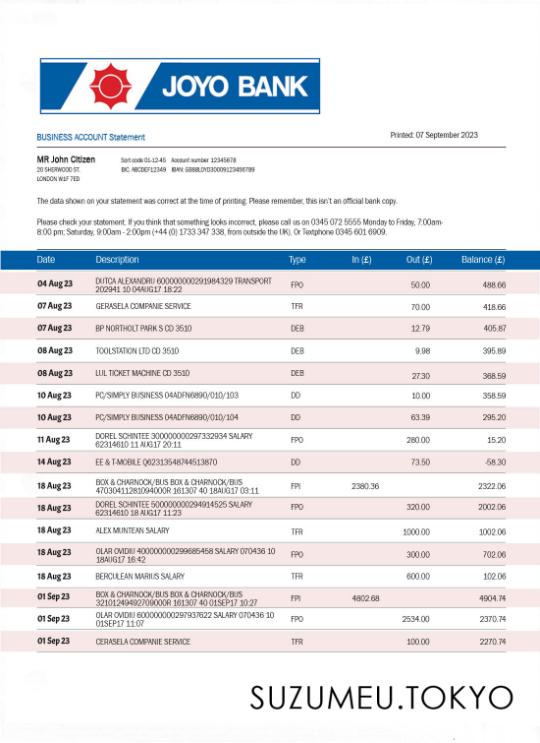 JOYO BANK
BUSINESS ACCOUNT Statement
Printed: 07 September 2023
MR John Citizen
Sort code 01-12-45 Account number 12345678
20 SHERWOOD ST.
BIC: ABCDEF12349 IBAN: GB88LOYD30009123456789
LONDON W1F 7ED
The data shown on your statement was correct at the time of printing. Please remember, this isn't an official bank copy.
Please check your statement. If you think that something looks incorrect, please call us on 0345 072 5555 Monday to Friday, 7:00am-
8:00 pm; Saturday, 9:00am - 2:00pm (+44 (0) 1733 347 338, from outside the UK). Or Textphone 0345 601 6909.
Date Description Type In (£) Out (£) Balance (£)
04 Aug 23 DUTCA ALEXANDRU 600000000291984329 TRANSPORT FPO 50.00 488.66
202941 10 04AUG17 18:22
07 Aug 23 GERASELA COMPANIE SERVICE TFR 70.00 418.66
07 Aug 23 BP NORTHOLT PARK S CD 3510 DEB 12.79 405.87
08 Aug 23 TOOLSTATION LTD CD 3510 DEB 9.98 395.89
08 Aug 23 LUL TICKET MACHINE CD 3510 DEB 27.30 368.59
10 Aug 23 PC/SIMPLY BUSINESS 04ADFN6890/010/103 DD 10.00 358.59
10 Aug 23 PC/SIMPLY BUSINESS 04ADFN6890/010/104 DD 63.39 295.20
11 Aug 23 DOREL SCHINTEE 300000000297332934 SALARY FPO 280.00 15.20
62314610 11 AUG17 20:11
14 Aug 23 EE & T-MOBILE Q62313548744513870 DD 73.50 -58.30
18 Aug 23 BOX & CHARNOCK/BUS BOX & CHARNOCK/BUS FPI 2380.36 2322.06
47030411281094000R 161307 40 18AUG17 03:11
18 Aug 23 DOREL SCHINTEE 500000000294914525 SALARY FPO 320.00 2002.06
62314610 18 AUG17 11:23
18 Aug 23 ALEX MUNTEAN SALARY TFR 1000.00 1002.06
18 Aug 23 OLAR OVIDIU 400000000299685458 SALARY 070436 10 FPO 300.00 702.06
18AUG17 16:42
18 Aug 23 BERCULEAN MARIUS SALARY TFR 600.00 102.06
01 Sep 23 BOX & CHARNOCK/BUS BOX & CHARNOCK/BUS FPI 4802.68 4904.74
32101249492709000R 161307 40 01SEP17 10:27
01 Sep 23 OLAR OVIDIU 600000000297937622 SALARY 070436 10 FPO 2534.00 2370.74
01SEP17 11:07
01 Sep 23 CERASELA COMPANIE SERVICE TFR 100.00 2270.74
SUZUMEU.TOKYO